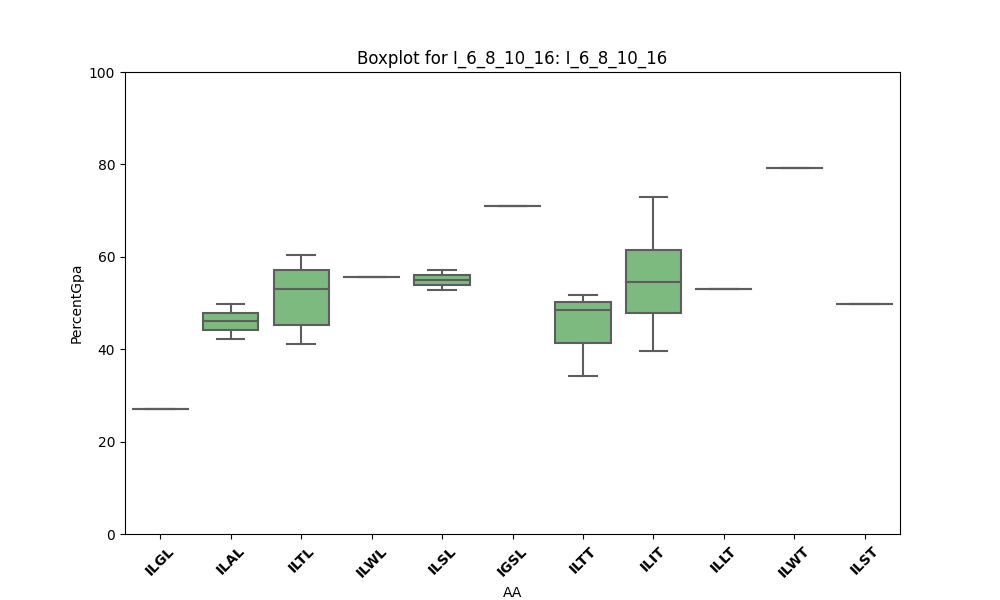 Boxplot for I_6_8_10_16: I_6_8_10_16
100
80
60
40
20
0
PercentGpa
ILGL ILAL ILTL ILWL ILSL IGSL ILTT ILIT ILLT ILWT ILST
AA